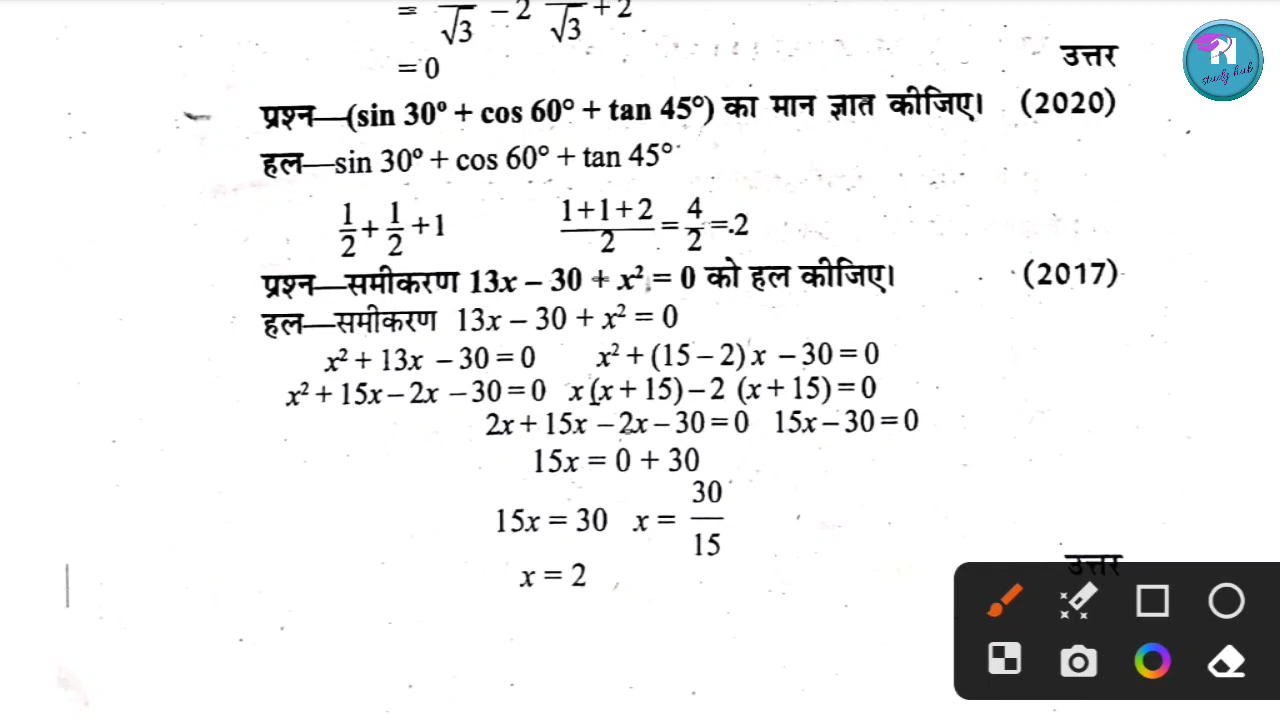 = /√3 − 2 /√3 + 2
उत्तर
= 0
प्रश्न—(sin 30° + cos 60° + tan 45°) का मान ज्ञात कीजिए। (2020)
हल—sin 30° + cos 60° + tan 45°
1/2 + 1/2 + 1 (1+1+2)/2 = 4/2 = .2
प्रश्न—समीकरण 13x − 30 + x² = 0 को हल कीजिए। (2017)
हल—समीकरण 13x − 30 + x² = 0
x² + 13x − 30 = 0 x² + (15 − 2) x − 30 = 0
x² + 15x − 2x − 30 = 0 x (x + 15) − 2 (x + 15) = 0
2x + 15x − 2x − 30 = 0 15x − 30 = 0
15x = 0 + 30
15x = 30 x = 30/15
उत्तर
x = 2
study hub